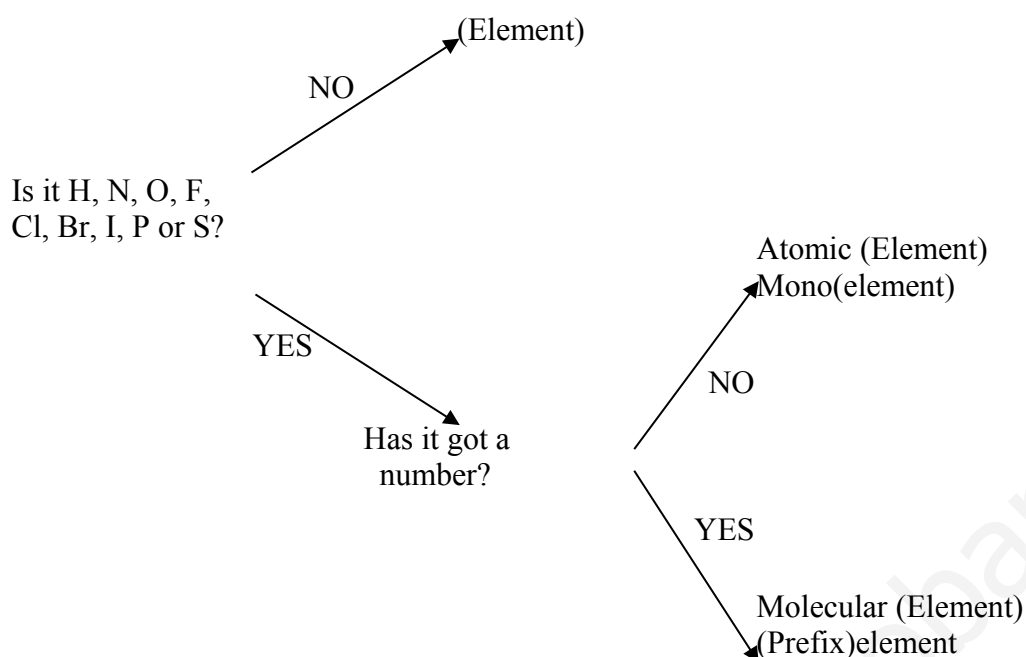 (Element)
NO
Is it H, N, O, F,
Cl, Br, I, P or S?
Atomic (Element)
Mono(element)
YES
NO
Has it got a
number?
YES
Molecular (Element)
(Prefix)element